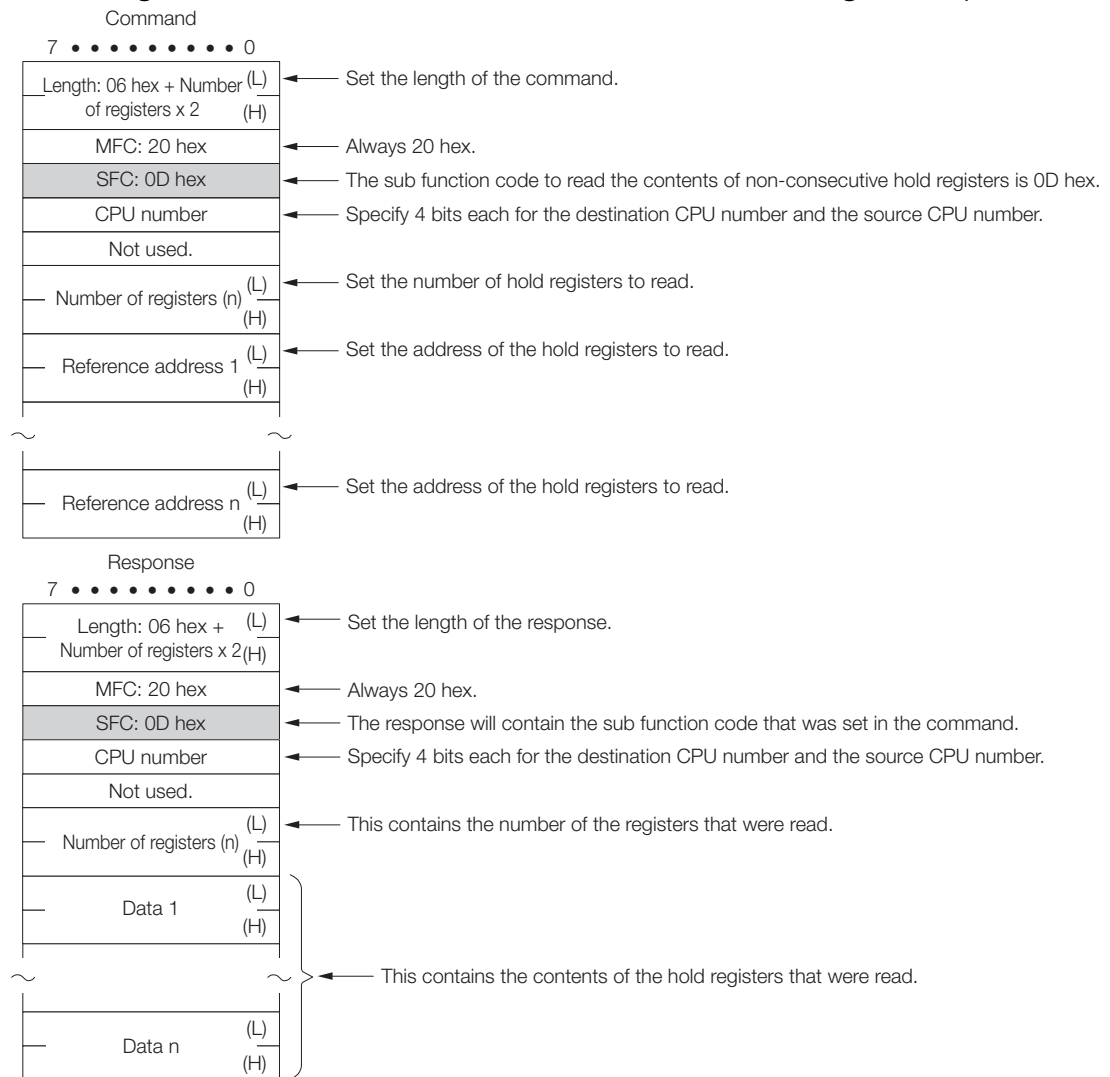 Command
7 • • • • • • • • • 0
Length: 06 hex + Number (L)
of registers x 2 (H)
Set the length of the command.
MFC: 20 hex
Always 20 hex.
SFC: 0D hex
The sub function code to read the contents of non-consecutive hold registers is 0D hex.
CPU number
Specify 4 bits each for the destination CPU number and the source CPU number.
Not used.
Number of registers (n) (L)
(H)
Set the number of hold registers to read.
Reference address 1 (L)
(H)
Set the address of the hold registers to read.
Reference address n (L)
(H)
Set the address of the hold registers to read.
Response
7 • • • • • • • • • 0
Length: 06 hex + (L)
Number of registers x 2 (H)
Set the length of the response.
MFC: 20 hex
Always 20 hex.
SFC: 0D hex
The response will contain the sub function code that was set in the command.
CPU number
Specify 4 bits each for the destination CPU number and the source CPU number.
Not used.
Number of registers (n) (L)
(H)
This contains the number of the registers that were read.
Data 1 (L)
(H)
This contains the contents of the hold registers that were read.
Data n (L)
(H)